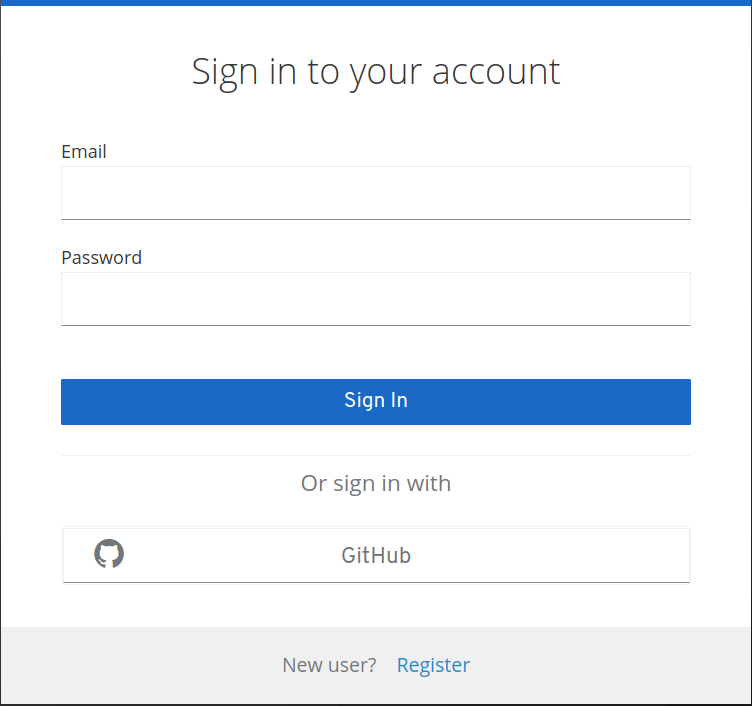 Sign in to your account
Email
Password
Sign In
Or sign in with
GitHub
New user? Register